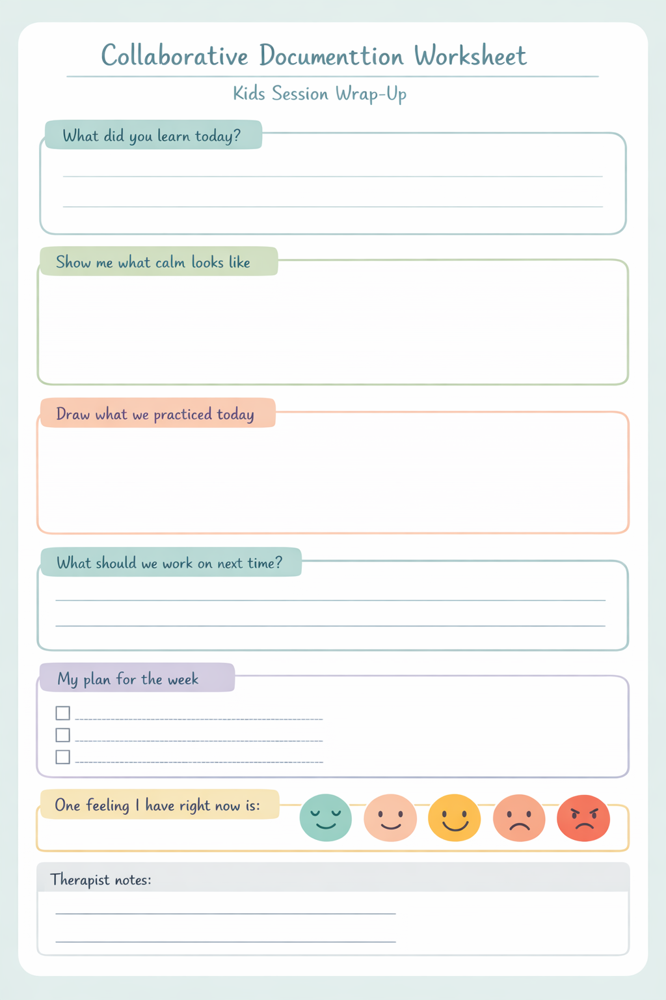 Collaborative Documenttion Worksheet
Kids Session Wrap-Up
What did you learn today?
Show me what calm looks like
Draw what we practiced today
What should we work on next time?
My plan for the week
One feeling I have right now is:
Therapist notes: